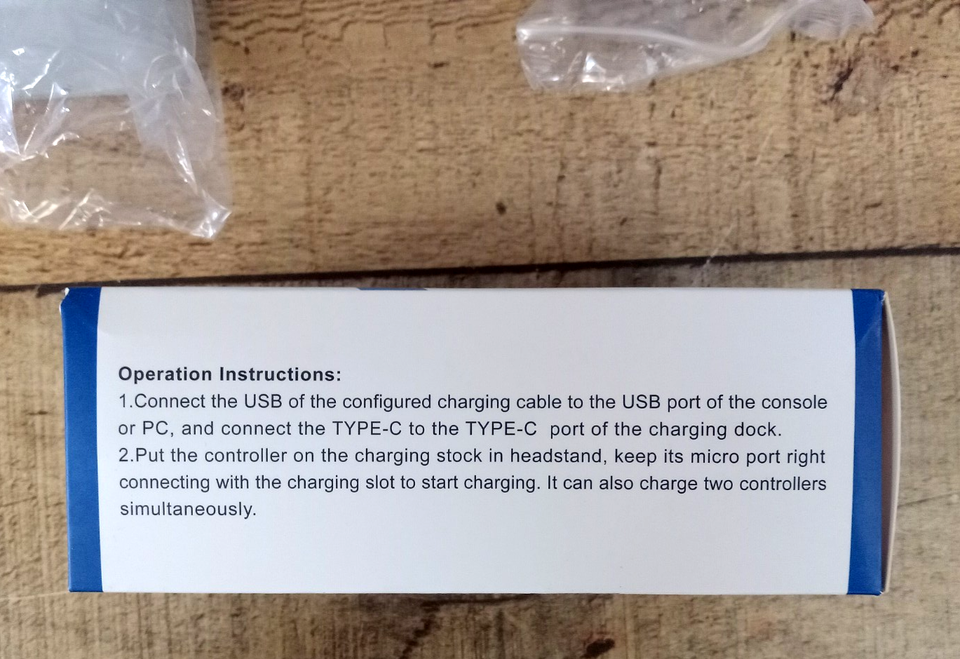 Operation Instructions:
1.Connect the USB of the configured charging cable to the USB port of the console
or PC, and connect the TYPE-C to the TYPE-C  port of the charging dock.
2.Put the controller on the charging stock in headstand, keep its micro port right
connecting with the charging slot to start charging. It can also charge two controllers
simultaneously.